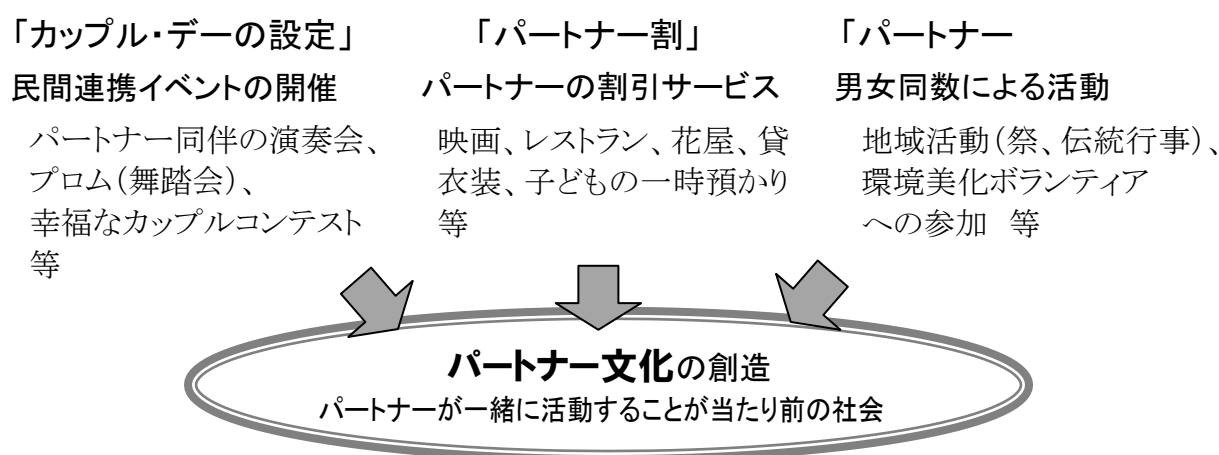 「カップル・デーの設定」
民間連携イベントの開催
パートナー同伴の演奏会、
プロム(舞踏会)、
幸福なカップルコンテスト
等
「パートナー割」
パートナーの割引サービス
映画、レストラン、花屋、貸
衣装、子どもの一時預かり
等
「パートナー
男女同数による活動
地域活動(祭、伝統行事)、
環境美化ボランティア
への参加 等
パートナー文化の創造
パートナーが一緒に活動することが当たり前の社会